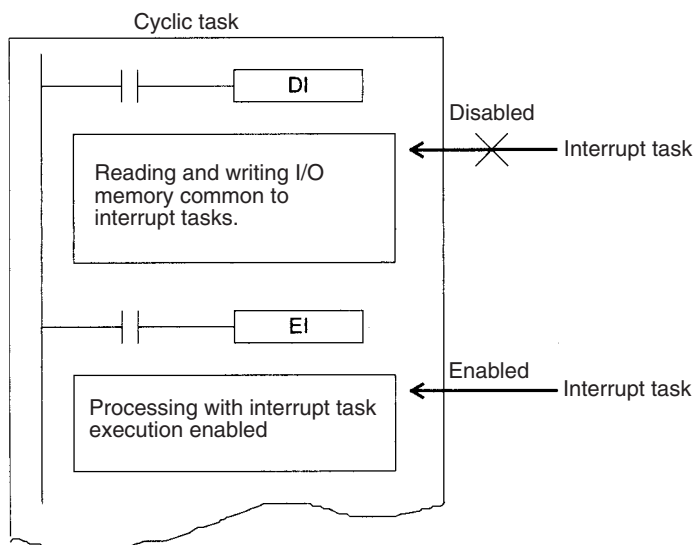 Cyclic task
DI
Disabled
Interrupt task
Reading and writing I/O
memory common to
interrupt tasks.
EI
Enabled
Interrupt task
Processing with interrupt task
execution enabled